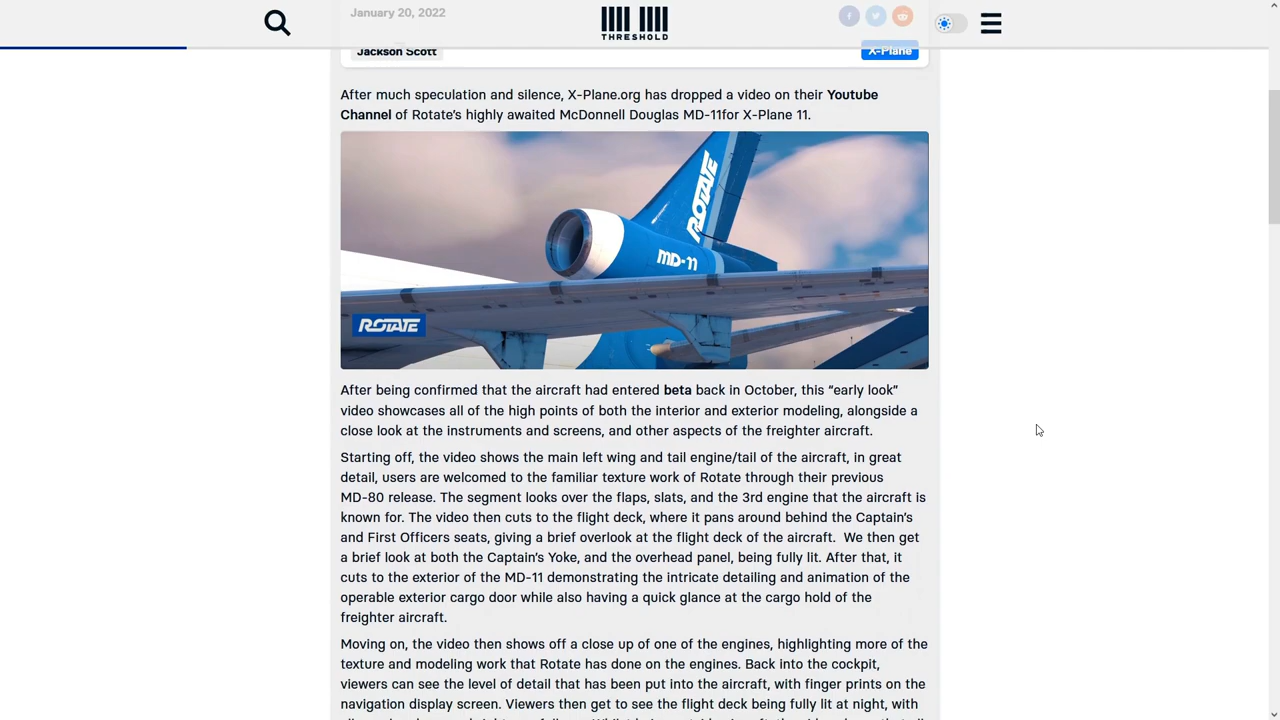 January 20, 2022
THRESHOLD
Jackson Scott
X-Plane
After much speculation and silence, X-Plane.org has dropped a video on their Youtube
Channel of Rotate's highly awaited McDonnell Douglas MD-11for X-Plane 11.
ROTATE
MD-11
ROTATE
After being confirmed that the aircraft had entered beta back in October, this “early look”
video showcases all of the high points of both the interior and exterior modeling, alongside a
close look at the instruments and screens, and other aspects of the freighter aircraft.
Starting off, the video shows the main left wing and tail engine/tail of the aircraft, in great
detail, users are welcomed to the familiar texture work of Rotate through their previous
MD-80 release. The segment looks over the flaps, slats, and the 3rd engine that the aircraft is
known for. The video then cuts to the flight deck, where it pans around behind the Captain's
and First Officers seats, giving a brief overlook at the flight deck of the aircraft.  We then get
a brief look at both the Captain's Yoke, and the overhead panel, being fully lit. After that, it
cuts to the exterior of the MD-11 demonstrating the intricate detailing and animation of the
operable exterior cargo door while also having a quick glance at the cargo hold of the
freighter aircraft.
Moving on, the video then shows off a close up of one of the engines, highlighting more of the
texture and modeling work that Rotate has done on the engines. Back into the cockpit,
viewers can see the level of detail that has been put into the aircraft, with finger prints on the
navigation display screen. Viewers then get to see the flight deck being fully lit at night, with